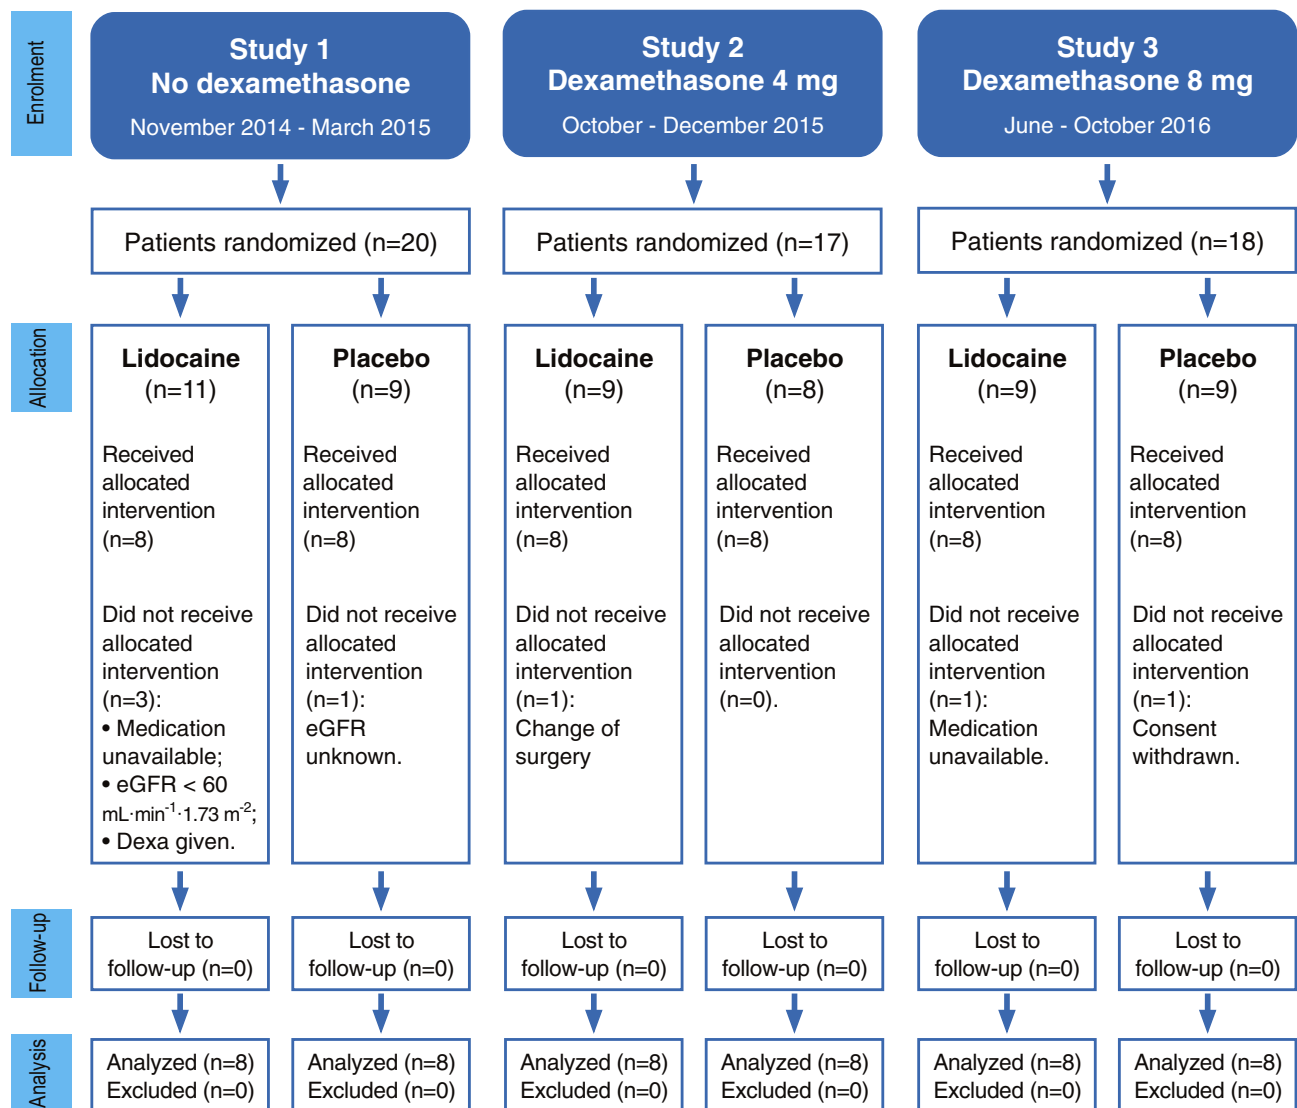 Enrolment
Study 1
No dexamethasone
November 2014 - March 2015
Study 2
Dexamethasone 4 mg
October - December 2015
Study 3
Dexamethasone 8 mg
June - October 2016
Patients randomized (n=20)
Patients randomized (n=17)
Patients randomized (n=18)
Allocation
Lidocaine
(n=11)
Received
allocated
intervention
(n=8)
Did not receive
allocated
intervention
(n=3):
• Medication
unavailable;
• eGFR < 60
mL·min⁻¹·1.73 m⁻²;
• Dexa given.
Placebo
(n=9)
Received
allocated
intervention
(n=8)
Did not receive
allocated
intervention
(n=1):
eGFR
unknown.
Lidocaine
(n=9)
Received
allocated
intervention
(n=8)
Did not receive
allocated
intervention
(n=1):
Change of
surgery
Placebo
(n=8)
Received
allocated
intervention
(n=8)
Did not receive
allocated
intervention
(n=0).
Lidocaine
(n=9)
Received
allocated
intervention
(n=8)
Did not receive
allocated
intervention
(n=1):
Medication
unavailable.
Placebo
(n=9)
Received
allocated
intervention
(n=8)
Did not receive
allocated
intervention
(n=1):
Consent
withdrawn.
Follow-up
Lost to
follow-up (n=0)
Lost to
follow-up (n=0)
Lost to
follow-up (n=0)
Lost to
follow-up (n=0)
Lost to
follow-up (n=0)
Lost to
follow-up (n=0)
Analysis
Analyzed (n=8)
Excluded (n=0)
Analyzed (n=8)
Excluded (n=0)
Analyzed (n=8)
Excluded (n=0)
Analyzed (n=8)
Excluded (n=0)
Analyzed (n=8)
Excluded (n=0)
Analyzed (n=8)
Excluded (n=0)